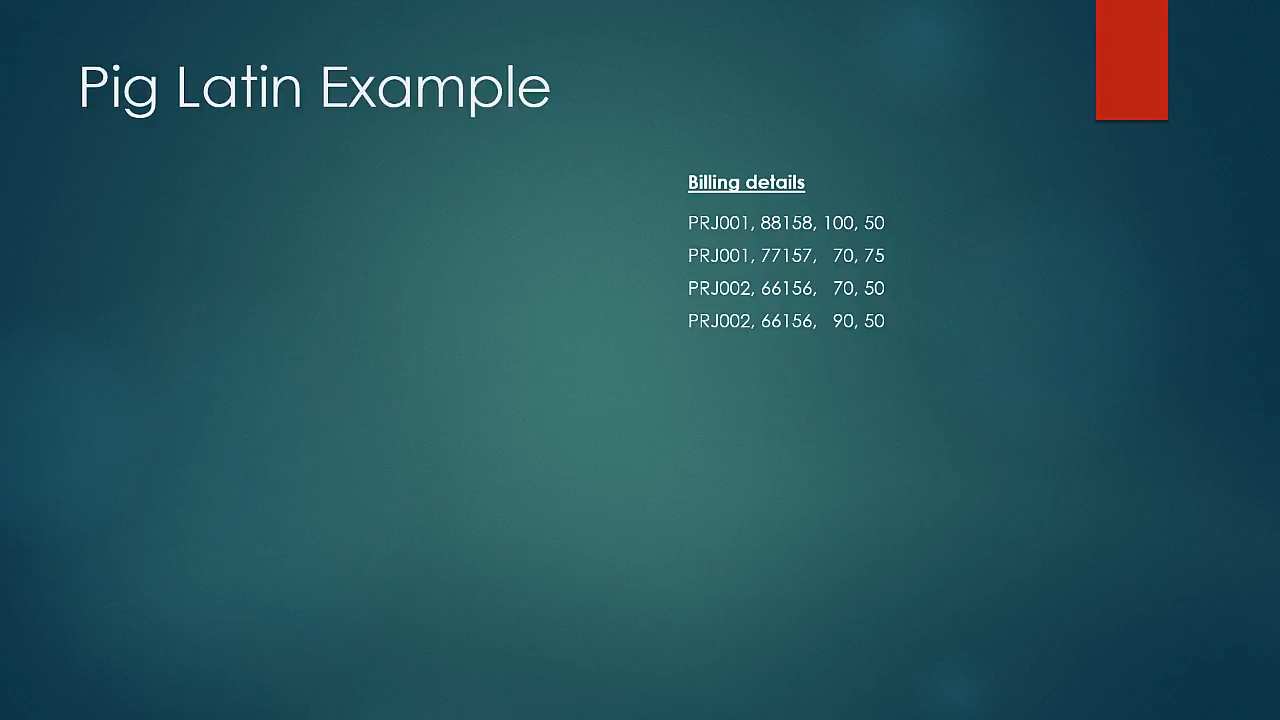 Pig Latin Example
Billing details
PRJ001, 88158, 100, 50
PRJ001, 77157, 70, 75
PRJ002, 66156, 70, 50
PRJ002, 66156, 90, 50